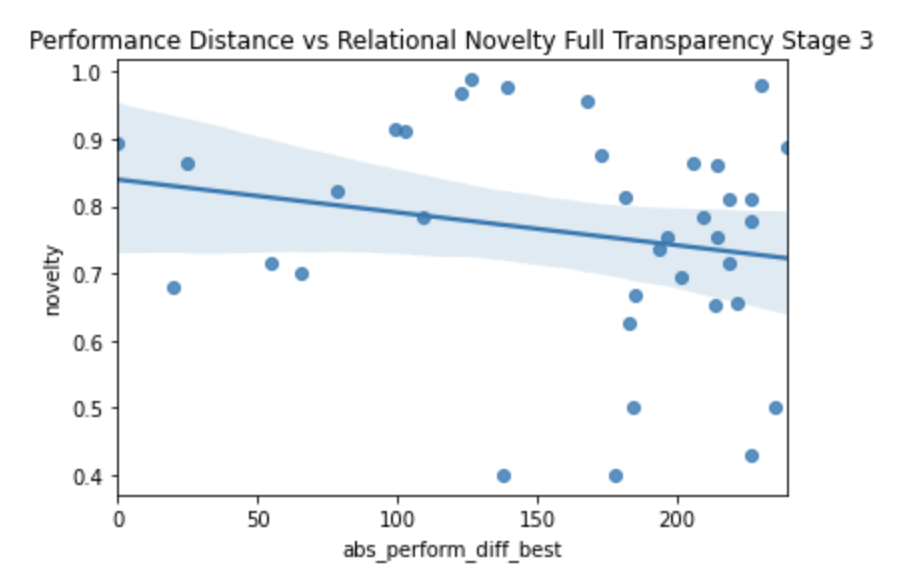 Performance Distance vs Relational Novelty Full Transparency Stage 3
1.0
0.9
0.8
0.7
0.6
0.5
0.4
novelty
0 50 100 150 200
abs_perform_diff_best